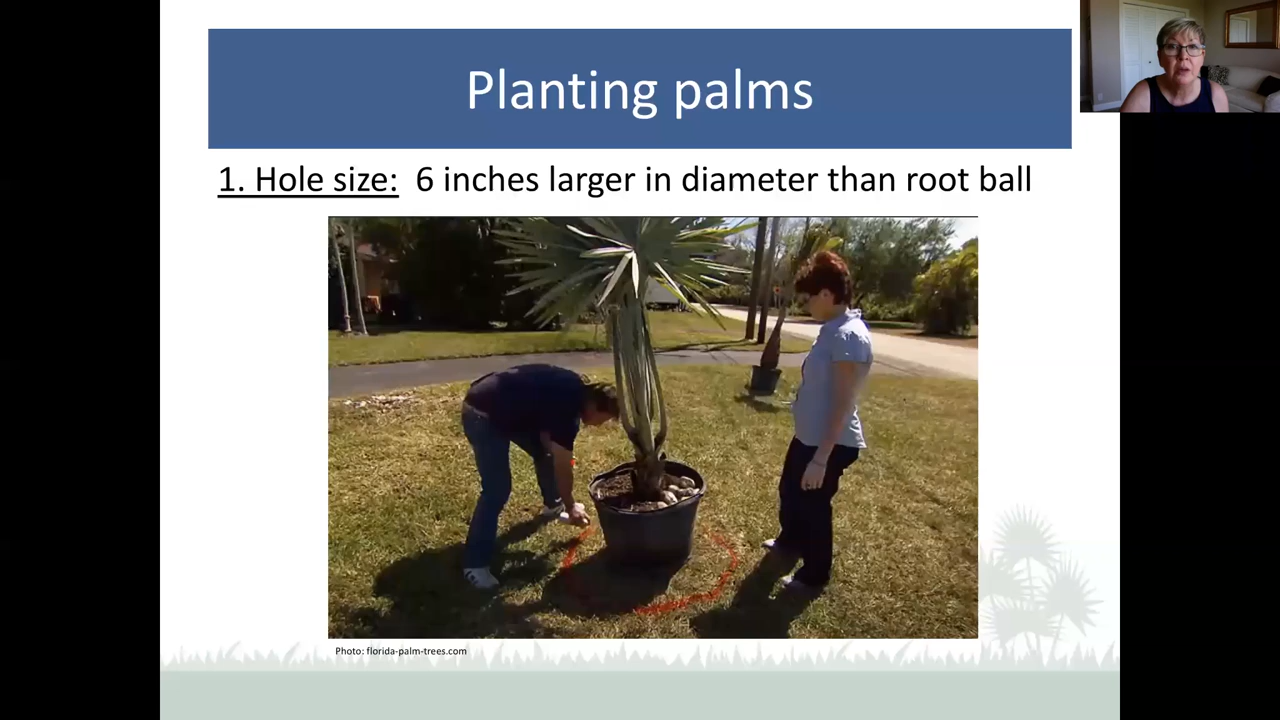 Planting palms
1. Hole size: 6 inches larger in diameter than root ball
Photo: florida-palm-trees.com